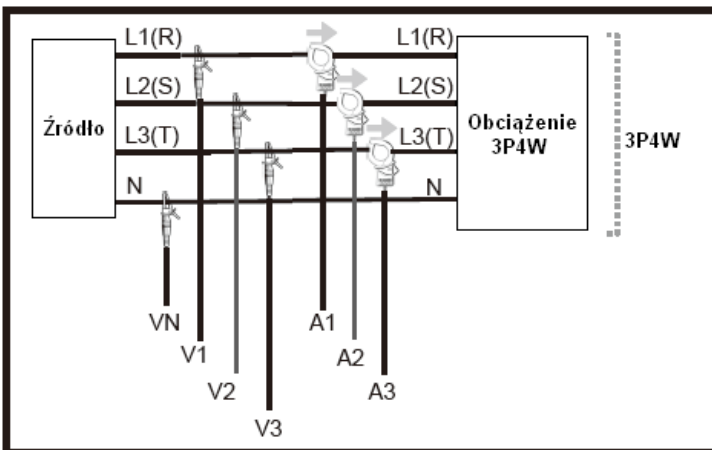 L1(R) L1(R)
L2(S) L2(S)
Źródło
Obciążenie
3P4W
3P4W
L3(T) L3(T)
N N
VN
V1
V2
V3
A1
A2
A3